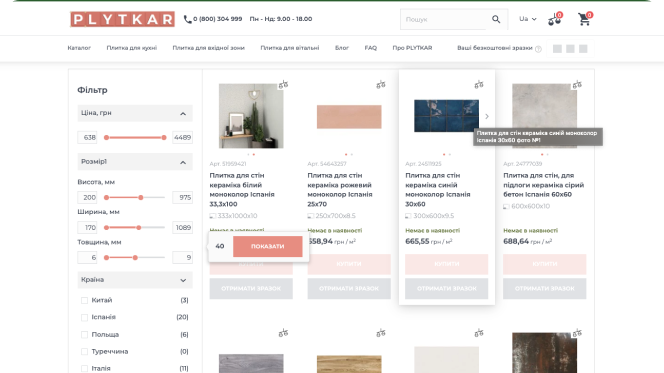 PLYTKAR
0 (800) 304 999 Пн - Нд: 9.00 - 18.00
Пошук
Ua
0
0
Каталог Плитка для кухні Плитка для вхідної зони Плитка для вітальні Блог FAQ Про PLYTKAR Ваші безкоштовні зразки
Фільтр
Ціна, грн
638 4489
Розмір1
Висота, мм
200 975
Ширина, мм
170 1089
Товщина, мм
6 9
Країна
Китай (3)
Іспанія (20)
Польща (6)
Туреччина (0)
Італія (11)
40 ПОКАЗАТИ
Арт. 51959421
Плитка для стін
кераміка білий
моноколор Іспанія
33,3x100
333x1000x10
Немає в наявності
Арт. 54643257
Плитка для стін
кераміка рожевий
моноколор Іспанія
25x70
250x700x8.5
Немає в наявності
658,94 грн / м²
КУПИТИ
ОТРИМАТИ ЗРАЗОК
ОТРИМАТИ ЗРАЗОК
Плитка для стін кераміка синій моноколор
Іспанія 30x60 фото №1
Плитка для стін
кераміка синій
моноколор Іспанія
30x60
300x600x9.5
Немає в наявності
665,55 грн / м²
КУПИТИ
ОТРИМАТИ ЗРАЗОК
Арт. 24777039
Плитка для стін, для
підлоги кераміка сірий
бетон Іспанія 60x60
600x600x10
Немає в наявності
688,64 грн / м²
КУПИТИ
ОТРИМАТИ ЗРАЗОК